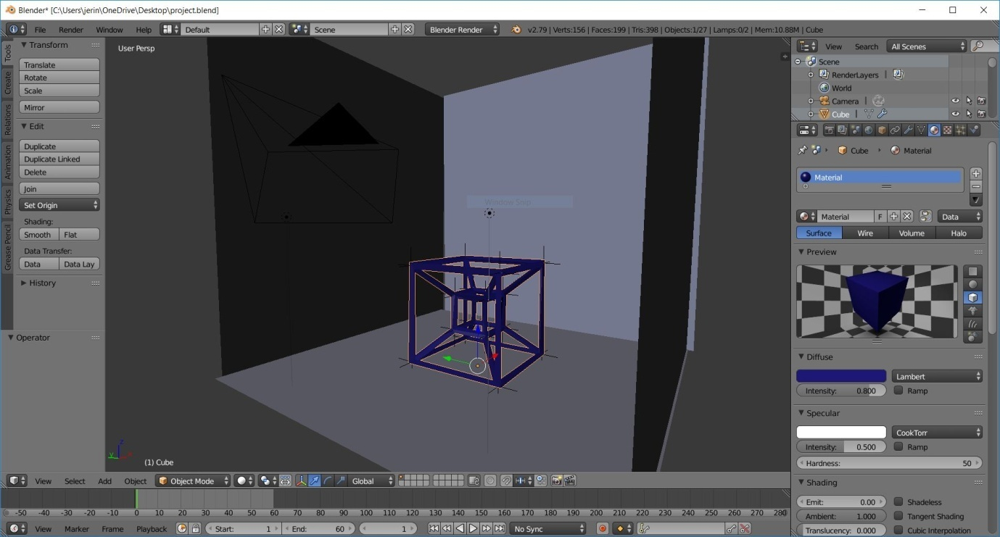 Blender* [C:\Users\jerin\OneDrive\Desktop\project.blend]
File Render Window Help Default Scene Blender Render v2.79 | Verts:156 | Faces:199 | Tris:398 | Objects:1/27 | Lamps:0/2 | Mem:10.88M | Cube
Tools
Create
Relations
Animation
Physics
Grease Pencil
Transform
Translate
Rotate
Scale
Mirror
Edit
Duplicate
Duplicate Linked
Delete
Join
Set Origin
Shading:
Smooth Flat
Data Transfer:
Data Data Lay
History
Operator
User Persp
Window Snip
Z
Y
(1) Cube
View Select Add Object Object Mode Global
-50 -40 -30 -20 -10 0 10 20 30 40 50 60 70 80 90 100 110 120 130 140 150 160 170 180 190 200 210 220 230 240 250 260 270 280
View Marker Frame Playback Start: 1 End: 60 1 No Sync
View Search All Scenes
Scene
RenderLayers |
World
Camera |
Cube |
Cube Material
Material
Material F Data
Surface Wire Volume Halo
Preview
Diffuse
Lambert
Intensity: 0.800 Ramp
Specular
CookTorr
Intensity: 0.500 Ramp
Hardness: 50
Shading
Emit: 0.00 Shadeless
Ambient: 1.000 Tangent Shading
Translucency: 0.000 Cubic Interpolation